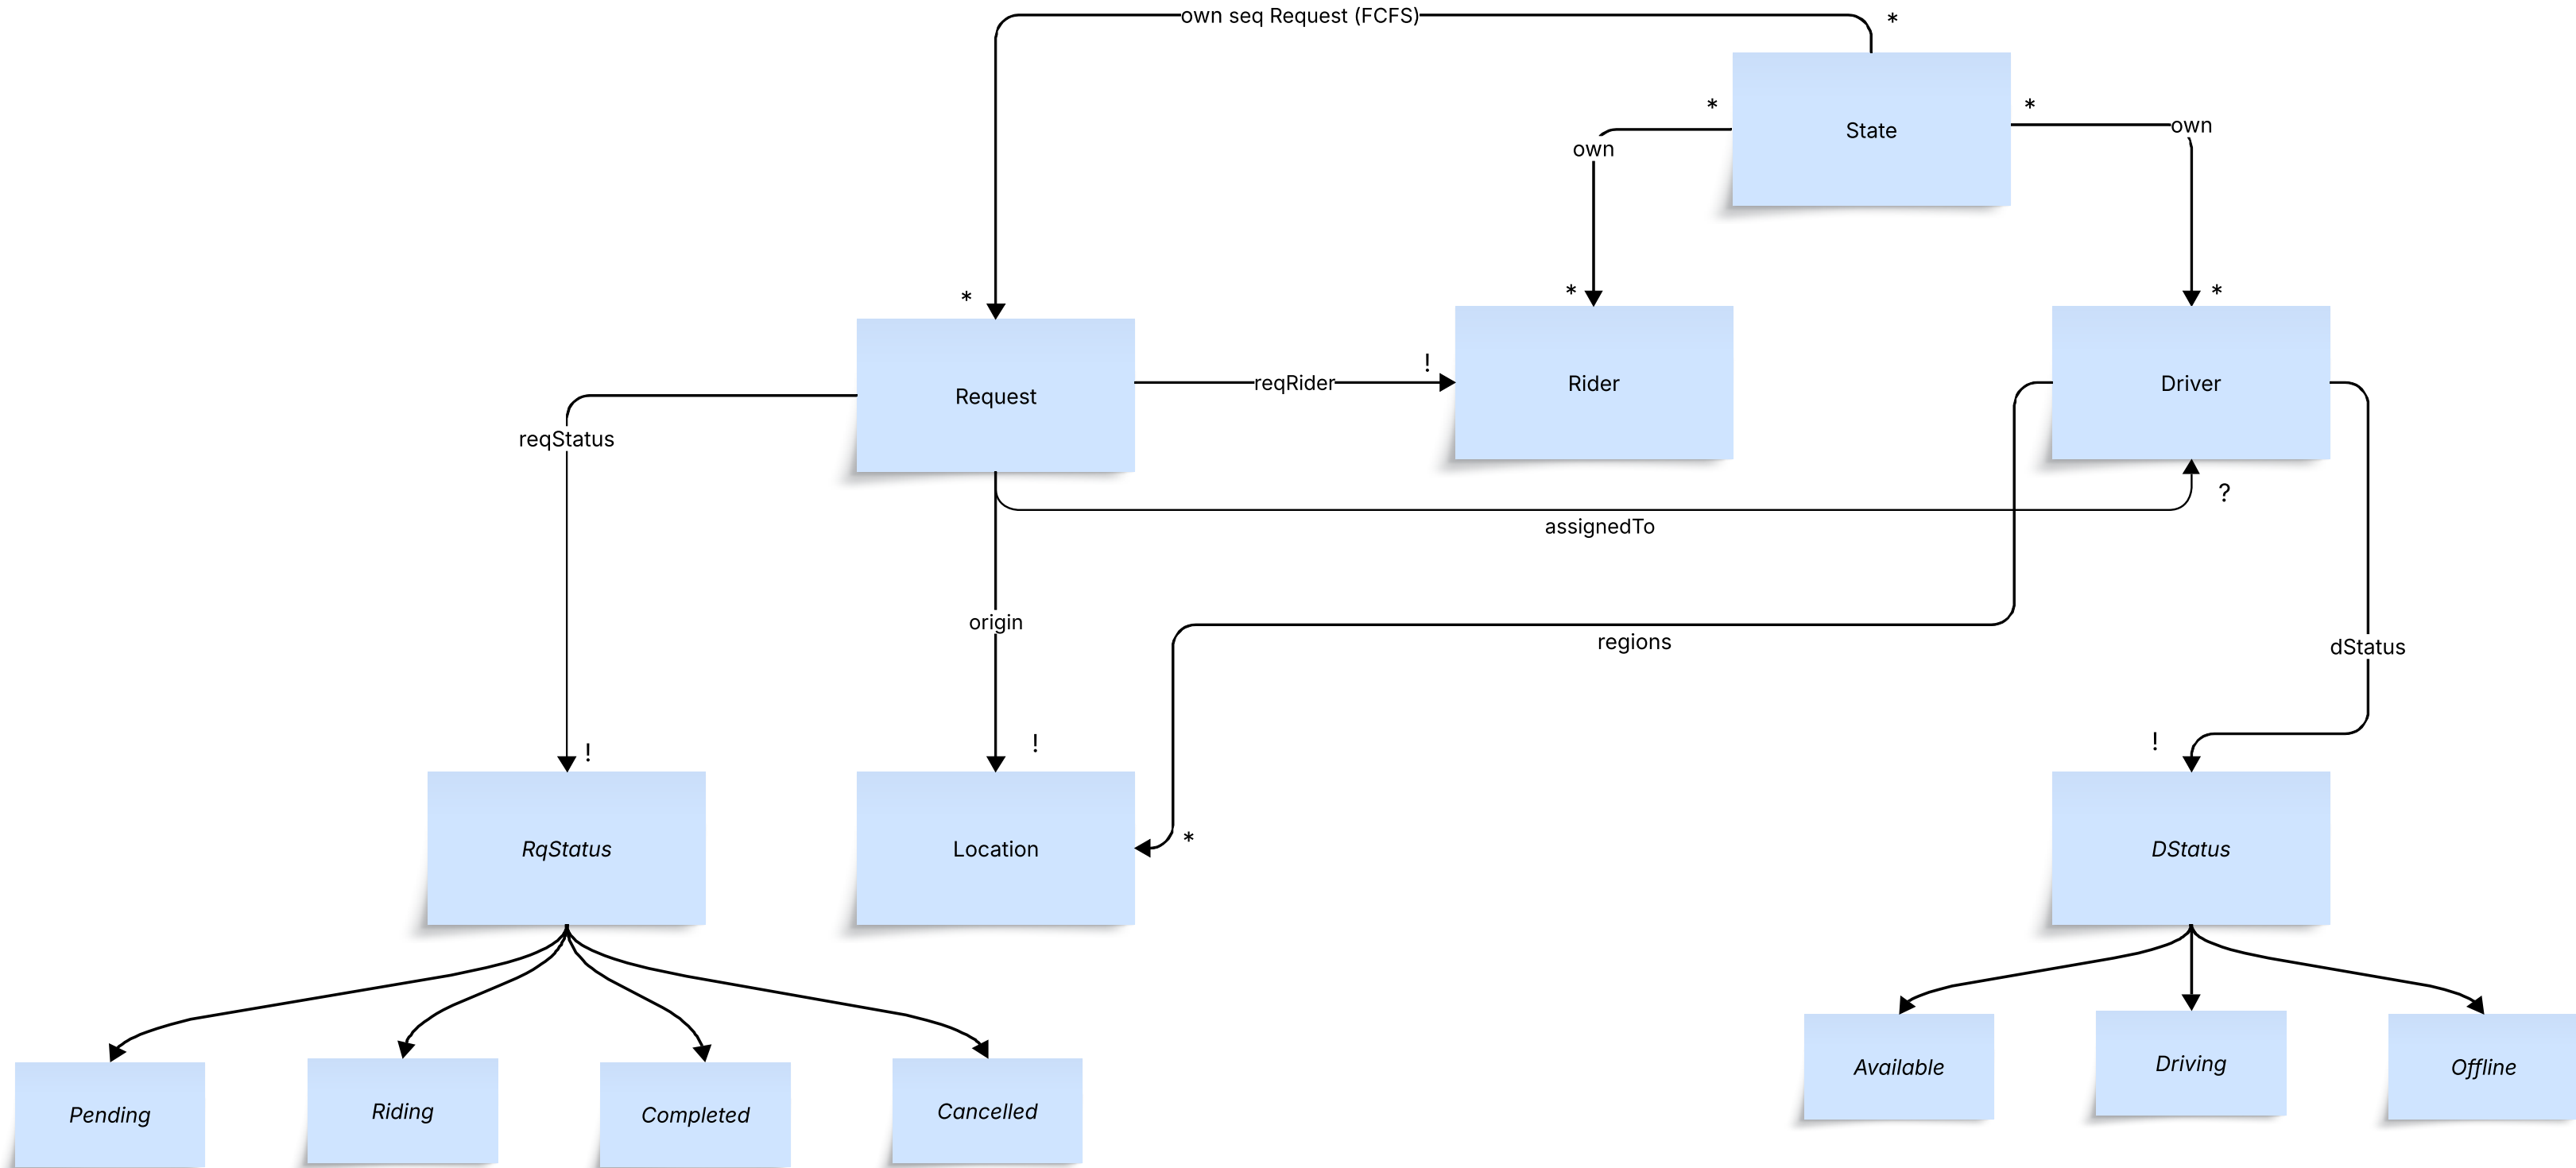 own seq Request (FCFS)
*
State
*
*
own
own
*
*
*
Request
reqRider
!
Rider
Driver
reqStatus
?
assignedTo
origin
regions
dStatus
!
!
!
*
RqStatus
Location
DStatus
Pending
Riding
Completed
Cancelled
Available
Driving
Offline